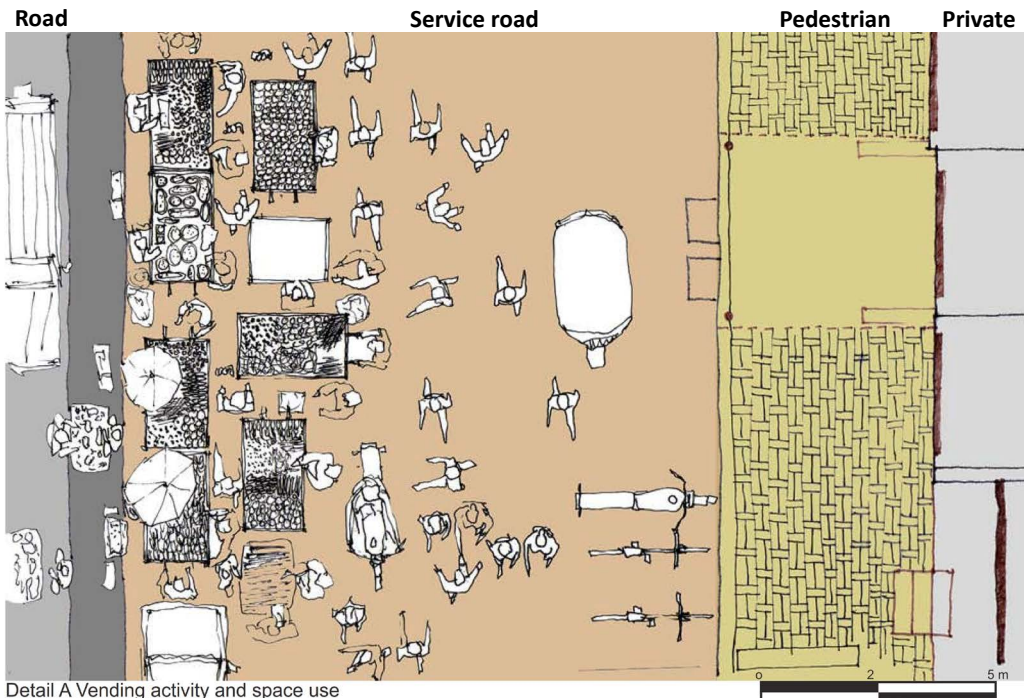 Road Service road Pedestrian Private
0 2 5 m
Detail A Vending activity and space use